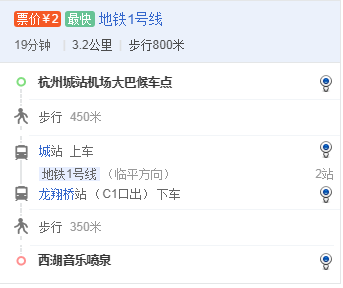 票价¥2 最快 地铁1号线
19分钟 | 3.2公里 | 步行800米
杭州城站机场大巴候车点
步行 450米
城站 上车
地铁1号线 （临平方向） 2站
龙翔桥站（ C1口出）下车
步行 350米
西湖音乐喷泉